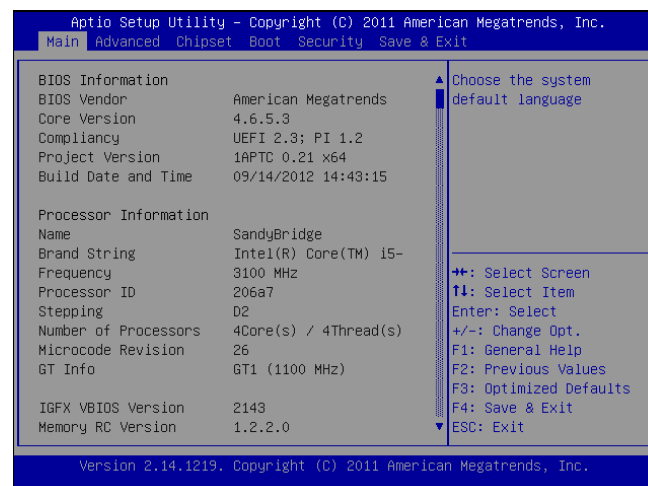 Aptio Setup Utility – Copyright (C) 2011 American Megatrends, Inc.
Main Advanced Chipset Boot Security Save & Exit
BIOS Information
BIOS Vendor American Megatrends
Core Version 4.6.5.3
Compliancy UEFI 2.3; PI 1.2
Project Version 1APTC 0.21 x64
Build Date and Time 09/14/2012 14:43:15
Processor Information
Name SandyBridge
Brand String Intel(R) Core(TM) i5-
Frequency 3100 MHz
Processor ID 206a7
Stepping D2
Number of Processors 4Core(s) / 4Thread(s)
Microcode Revision 26
GT Info GT1 (1100 MHz)
IGFX VBIOS Version 2143
Memory RC Version 1.2.2.0
Choose the system
default language
→←: Select Screen
↑↓: Select Item
Enter: Select
+/-: Change Opt.
F1: General Help
F2: Previous Values
F3: Optimized Defaults
F4: Save & Exit
ESC: Exit
Version 2.14.1219. Copyright (C) 2011 American Megatrends, Inc.